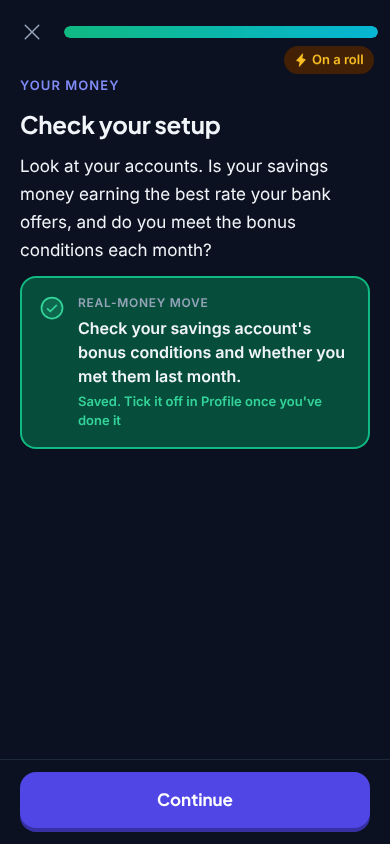 On a roll
YOUR MONEY
Check your setup
Look at your accounts. Is your savings
money earning the best rate your bank
offers, and do you meet the bonus
conditions each month?
REAL-MONEY MOVE
Check your savings account's
bonus conditions and whether you
met them last month.
Saved. Tick it off in Profile once you've
done it
Continue